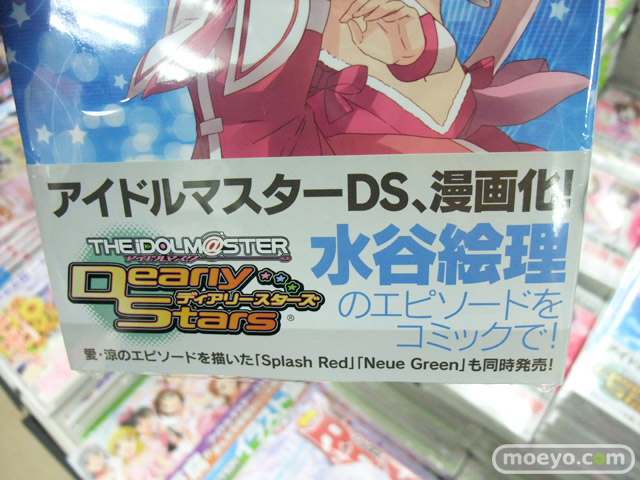 アイドルマスターDS、漫画化!
THE iDOLM@STER
Dearly
ディアリースターズ
Stars®
水谷絵理
のエピソードを
コミックで!
愛・涼のエピソードを描いた「Splash Red」「Neue Green」も同時発売!
moeyo.com